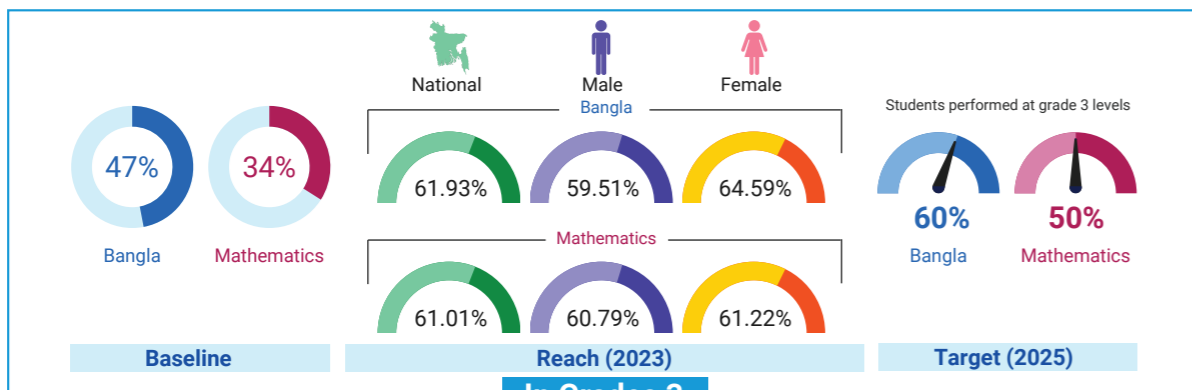 National Male Female
Bangla
Students performed at grade 3 levels
47% 34%
61.93% 59.51% 64.59%
60% 50%
Mathematics
Bangla Mathematics
Bangla Mathematics
61.01% 60.79% 61.22%
Baseline Reach (2023) Target (2025)